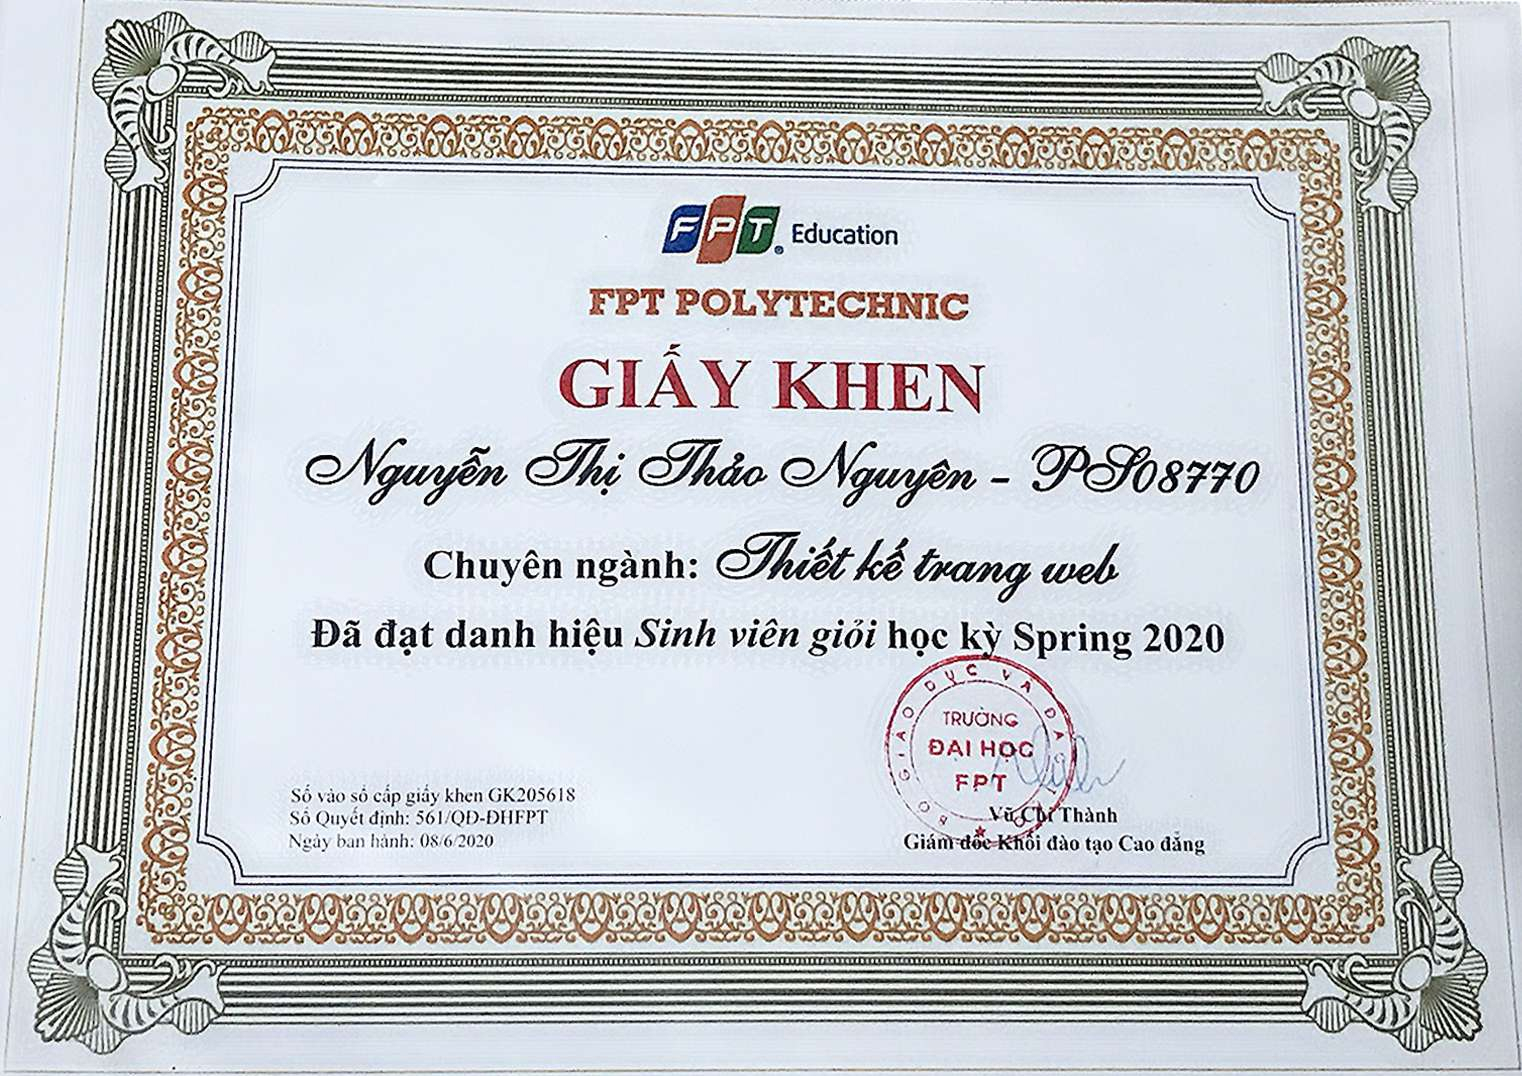 FPT Education
FPT POLYTECHNIC
GIẤY KHEN
Nguyễn Thị Thảo Nguyên - PS08770
Chuyên ngành: Thiết kế trang web
Đã đạt danh hiệu Sinh viên giỏi học kỳ Spring 2020
BỘ GIÁO DỤC VÀ ĐÀ
TRƯỜNG
ĐẠI HỌC
FPT
Số vào sổ cấp giấy khen GK205618
Số Quyết định: 561/QĐ-ĐHFPT
Ngày ban hành: 08/6/2020
Vũ Chí Thành
Giám đốc Khối đào tạo Cao đẳng